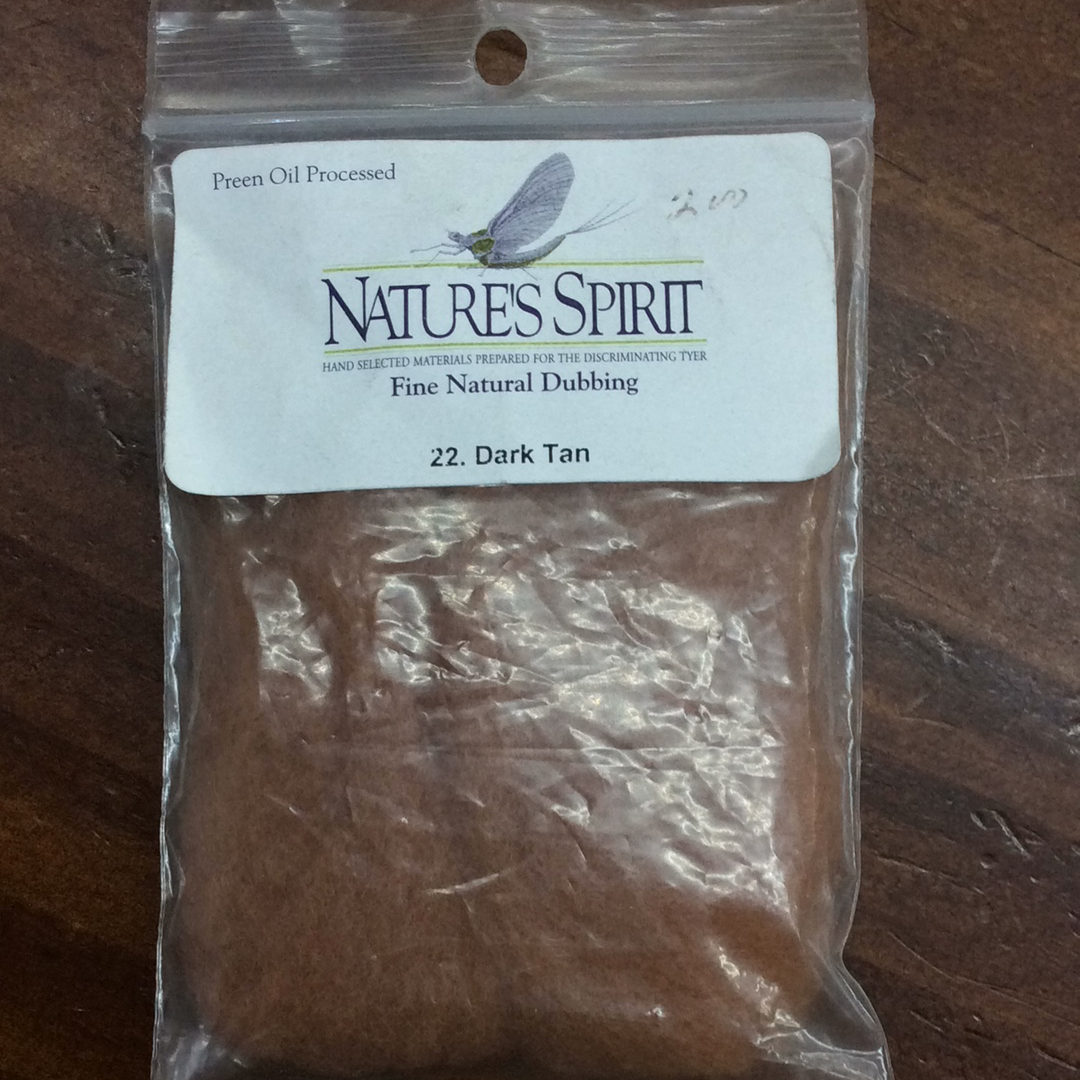 Preen Oil Processed
NATURE'S SPIRIT
HAND SELECTED MATERIALS PREPARED FOR THE DISCRIMINATING TYER
Fine Natural Dubbing
22. Dark Tan